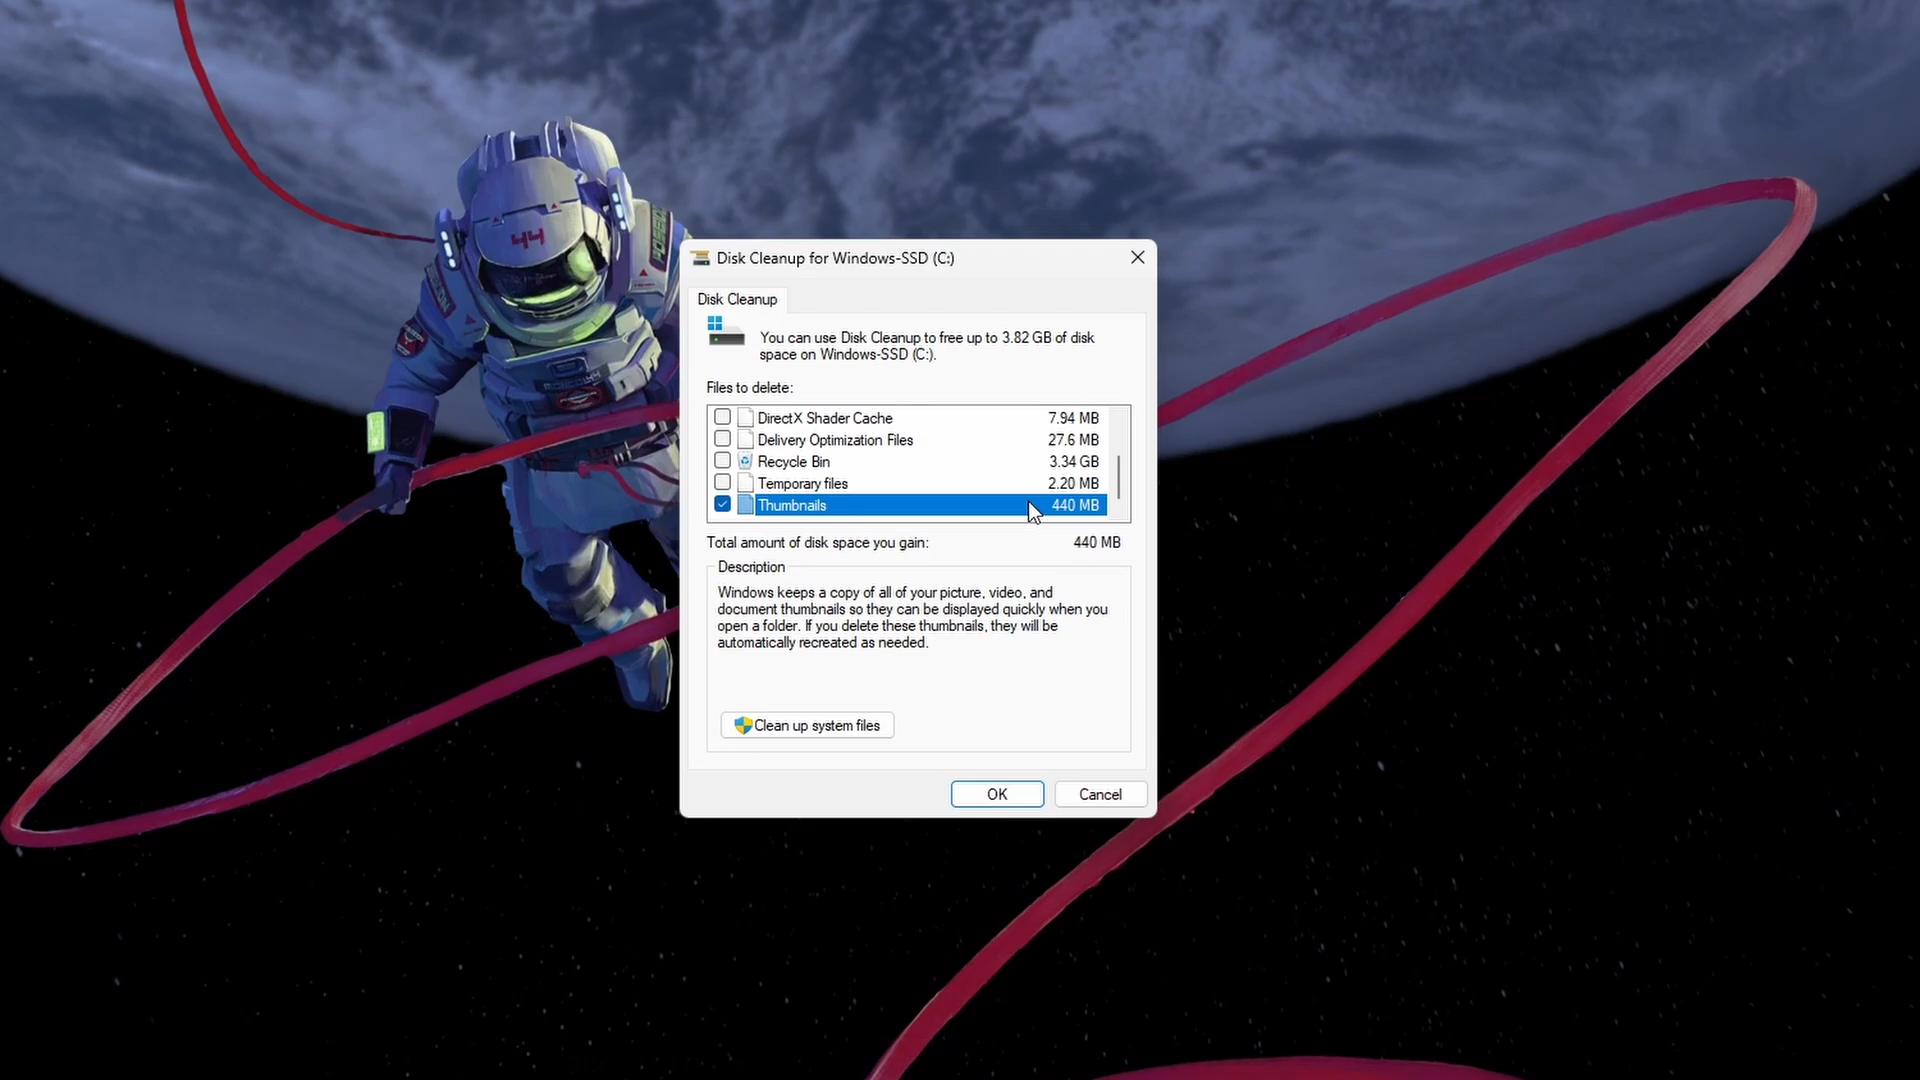 44
Disk Cleanup for Windows-SSD (C:)
Disk Cleanup
You can use Disk Cleanup to free up to 3.82 GB of disk
space on Windows-SSD (C:).
Files to delete:
DirectX Shader Cache 7.94 MB
Delivery Optimization Files 27.6 MB
Recycle Bin 3.34 GB
Temporary files 2.20 MB
Thumbnails 440 MB
Total amount of disk space you gain: 440 MB
Description
Windows keeps a copy of all of your picture, video, and
document thumbnails so they can be displayed quickly when you
open a folder. If you delete these thumbnails, they will be
automatically recreated as needed.
Clean up system files
OK Cancel